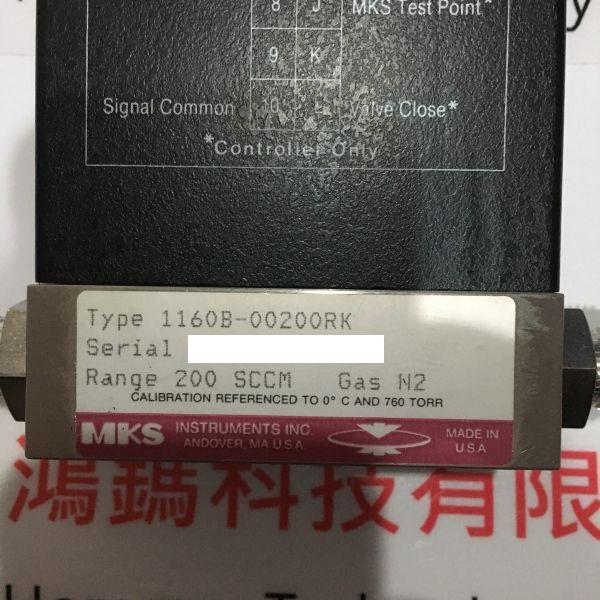 8 J MKS Test Point*
9 K
Signal Common 10 L Valve Close*
*Controller Only
Type 1160B-00200RK
Serial
Range 200 SCCM Gas N2
CALIBRATION REFERENCED TO 0° C AND 760 TORR
MKS INSTRUMENTS INC.
ANDOVER, MA U.S.A.
MADE IN
U.S.A.
鴻鎷科技有限